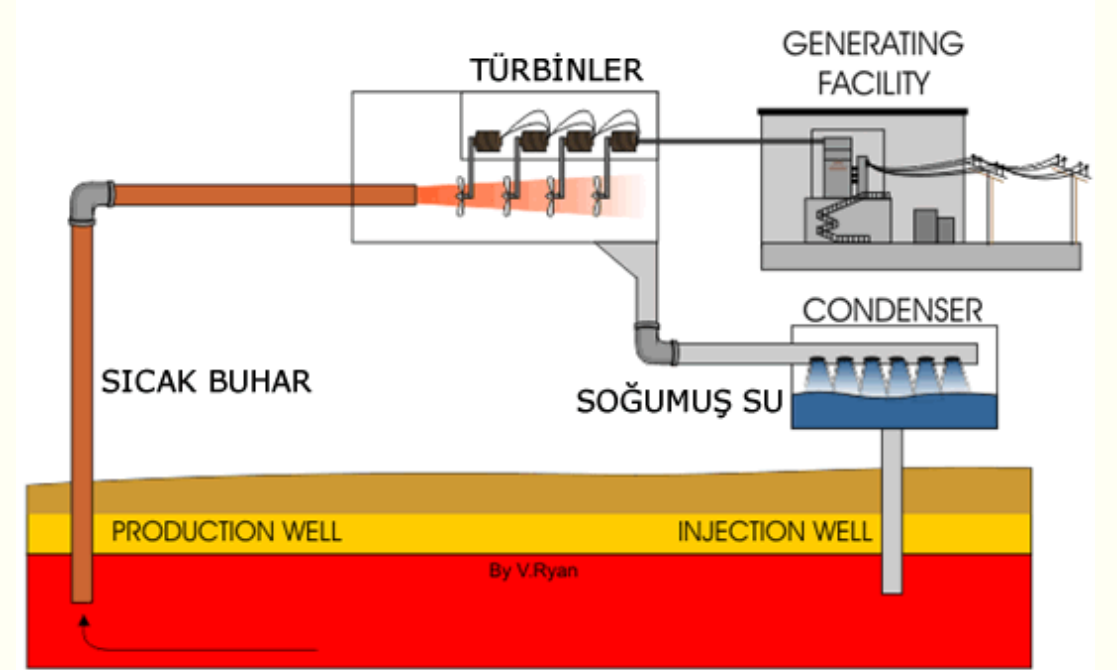 GENERATING
FACILITY
TÜRBİNLER
CONDENSER
SICAK BUHAR
SOĞUMUŞ SU
PRODUCTION WELL
INJECTION WELL
By V.Ryan